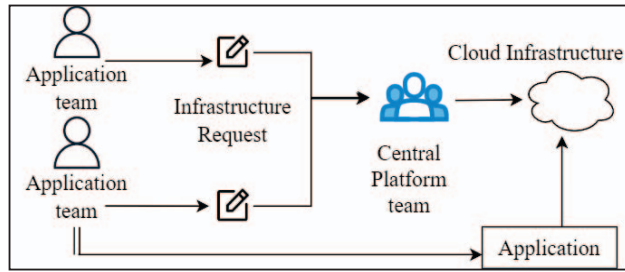 Application
team
Infrastructure
Request
Application
team
Cloud Infrastructure
Central
Platform
team
Application